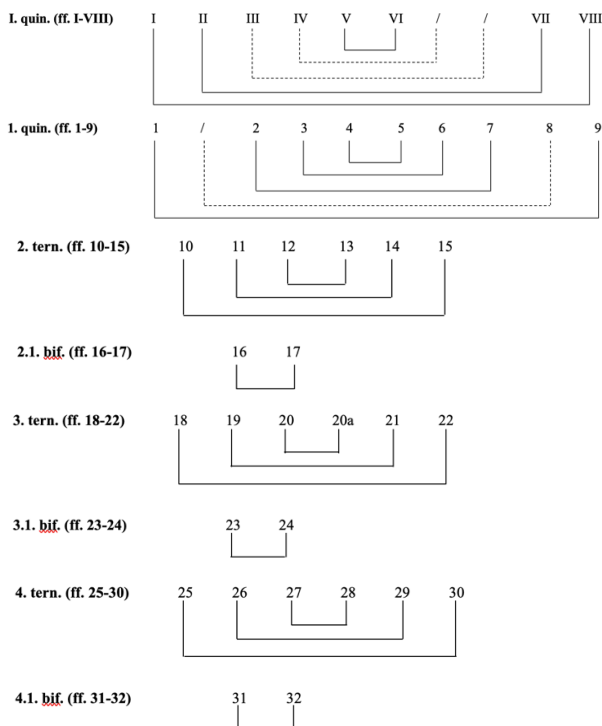 I. quin. (ff. I-VIII) I II III IV V VI / / VII VIII
1. quin. (ff. 1-9) 1 / 2 3 4 5 6 7 8 9
2. tern. (ff. 10-15) 10 11 12 13 14 15
2.1. bif. (ff. 16-17) 16 17
3. tern. (ff. 18-22) 18 19 20 20a 21 22
3.1. bif. (ff. 23-24) 23 24
4. tern. (ff. 25-30) 25 26 27 28 29 30
4.1. bif. (ff. 31-32) 31 32